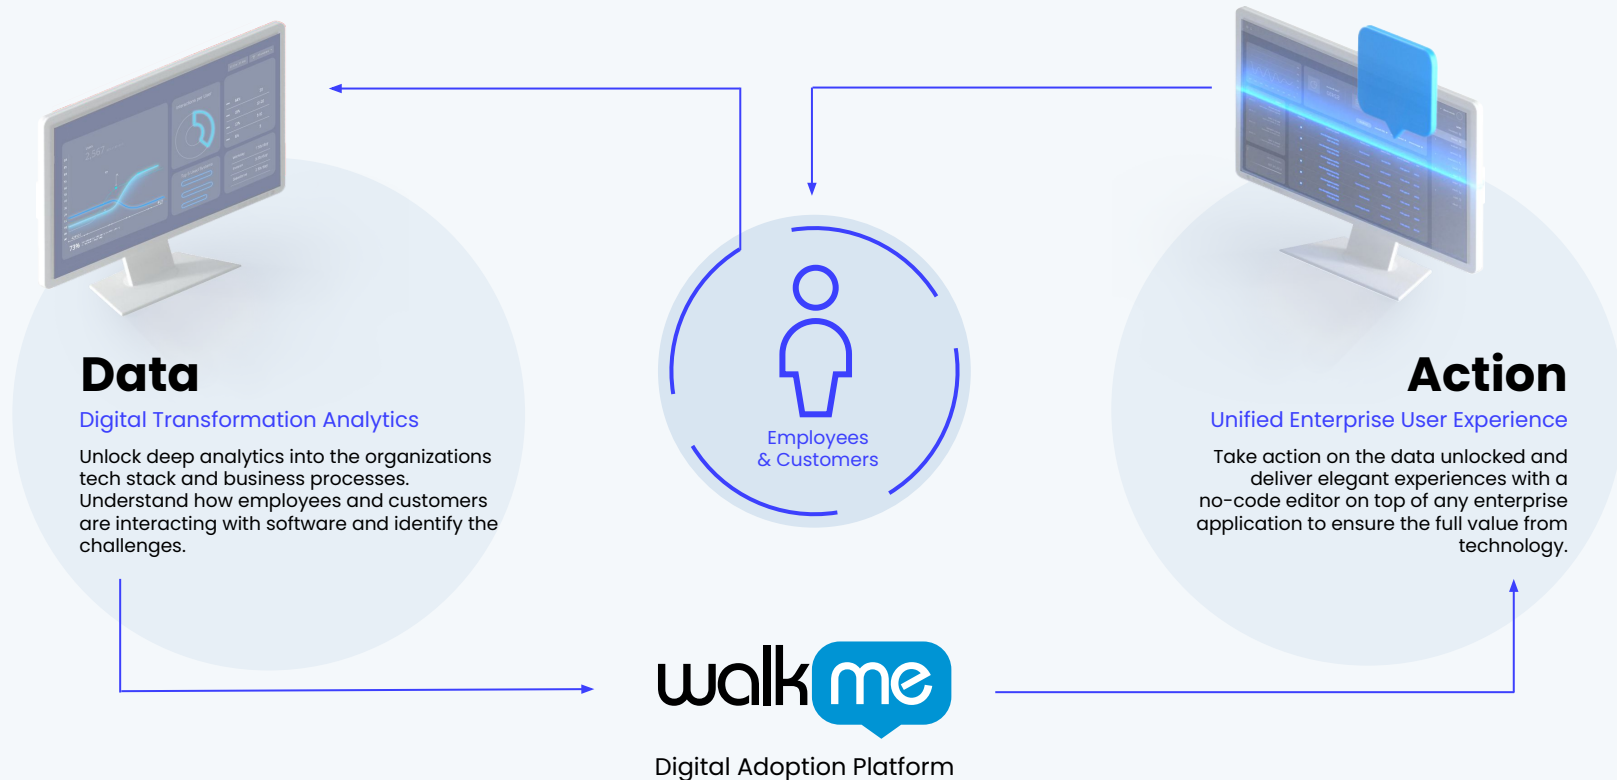 Data
Digital Transformation Analytics
Unlock deep analytics into the organizations
tech stack and business processes.
Understand how employees and customers
are interacting with software and identify the
challenges.
Employees
& Customers
Action
Unified Enterprise User Experience
Take action on the data unlocked and
deliver elegant experiences with a
no-code editor on top of any enterprise
application to ensure the full value from
technology.
walk me
Digital Adoption Platform